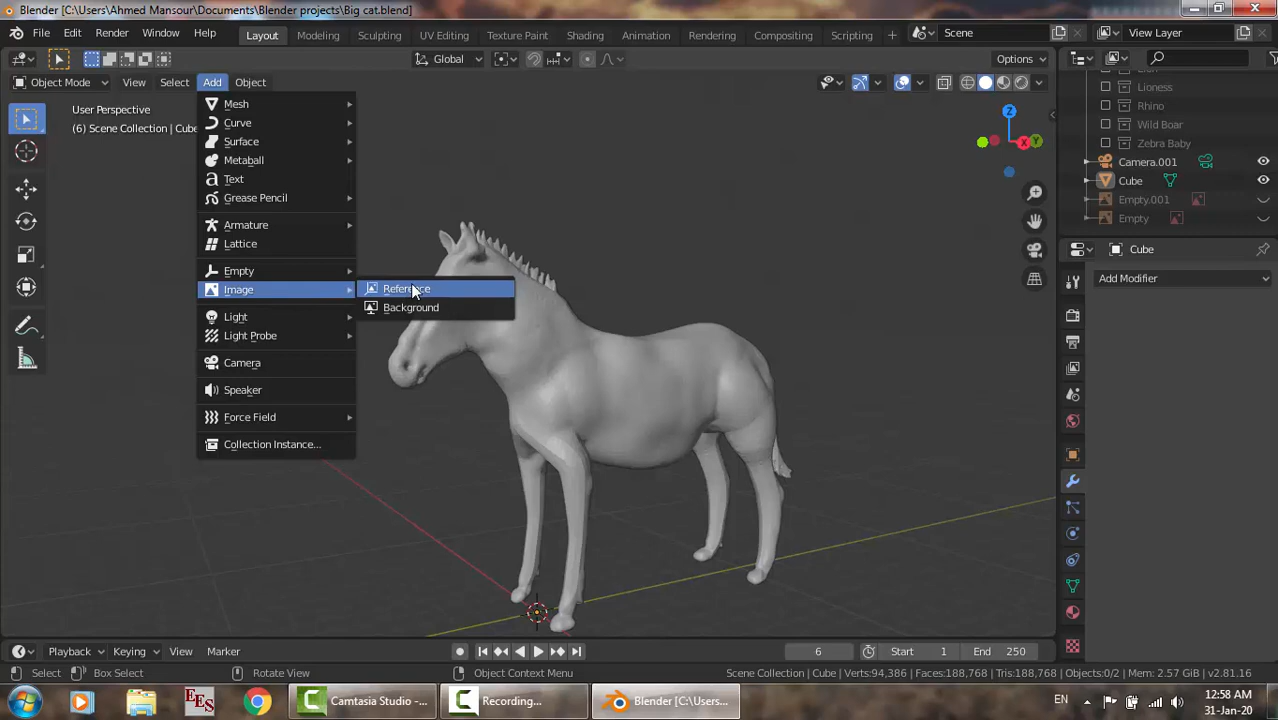 Blender [C:\Users\Ahmed Mansour\Documents\Blender projects\Big cat.blend]
File Edit Render Window Help Layout Modeling Sculpting UV Editing Texture Paint Shading Animation Rendering Compositing Scripting + Scene View Layer
Global Options
Object Mode View Select Add Object
User Perspective
(6) Scene Collection | Cube
Mesh
Curve
Surface
Metaball
Text
Grease Pencil
Armature
Lattice
Empty
Image
Light
Light Probe
Camera
Speaker
Force Field
Collection Instance...
Reference
Background
Z
X
Y
Lioness
Rhino
Wild Boar
Zebra Baby
Camera.001
Cube
Empty.001
Empty
Cube
Add Modifier
Playback Keying View Marker 6 Start 1 End 250
Select Box Select Rotate View Object Context Menu Scene Collection | Cube | Verts:94,386 | Faces:188,768 | Tris:188,768 | Objects:0/2 | Mem: 2.57 GiB | v2.81.16
EES Camtasia Studio -... Recording... Blender [C:\Users... EN 12:58 AM
31-Jan-20